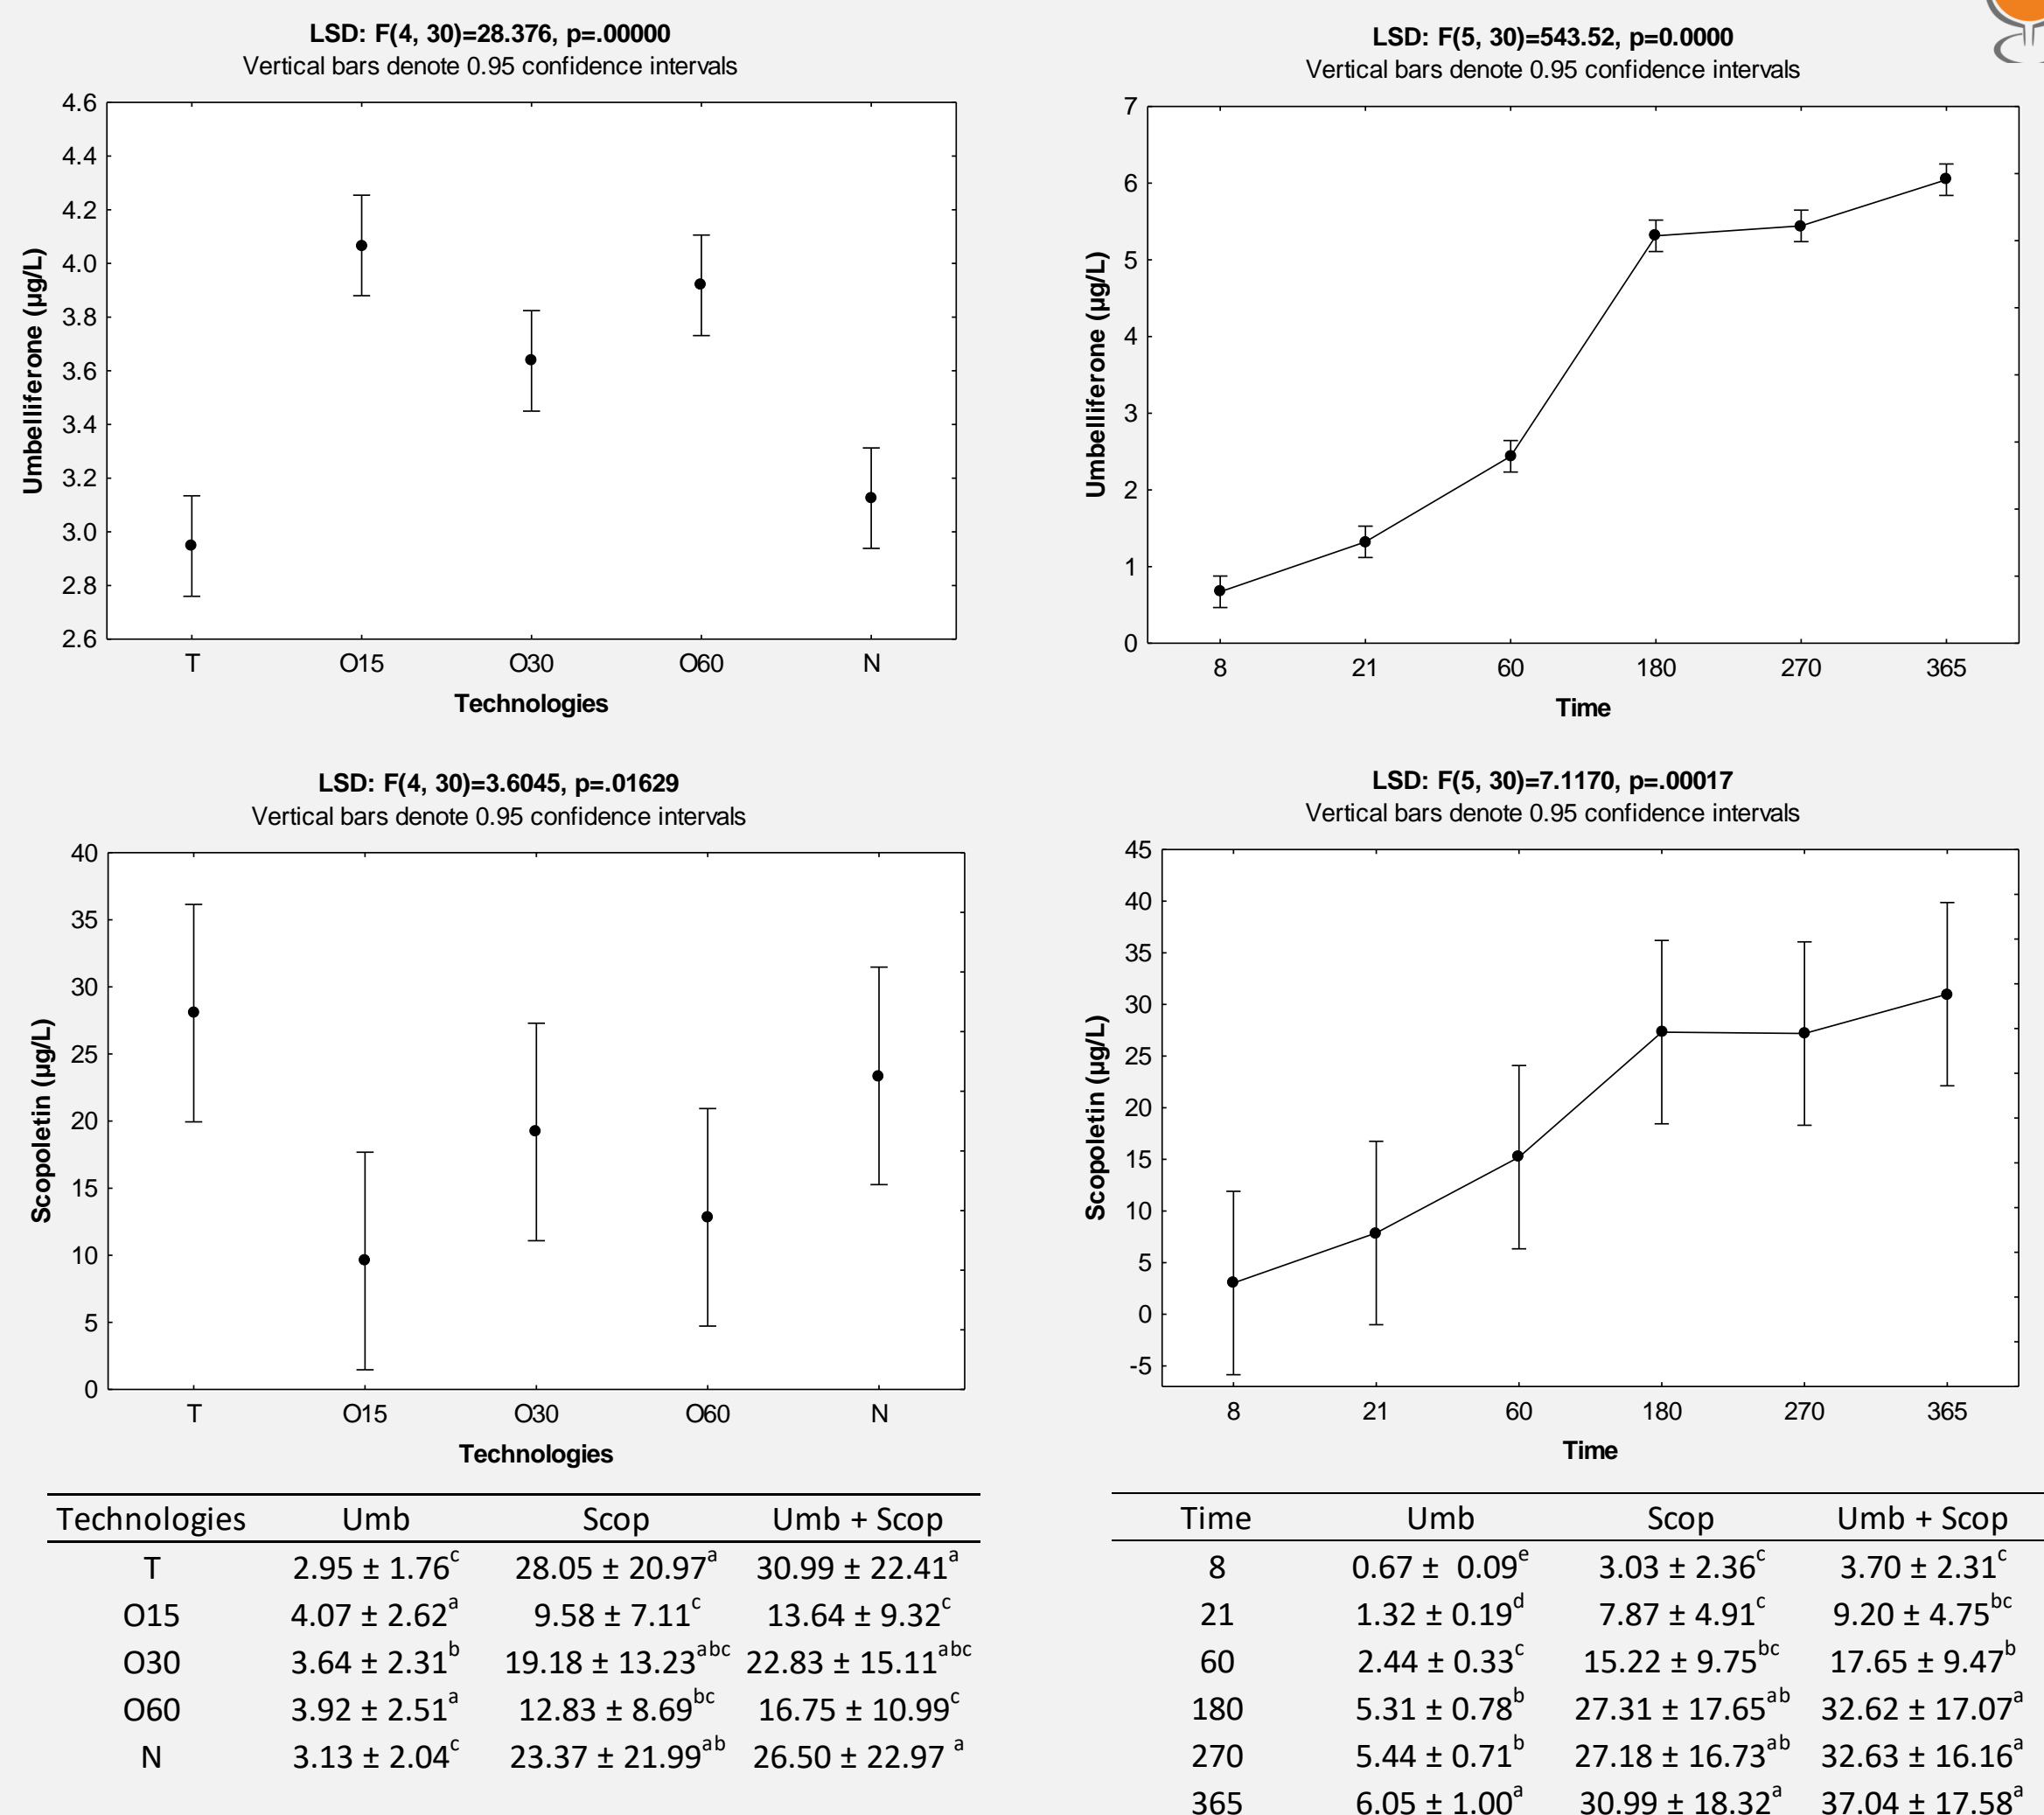 LSD: F(4, 30)=28.376, p=.00000
Vertical bars denote 0.95 confidence intervals
4.6
4.4
4.2
4.0
3.8
3.6
3.4
3.2
3.0
2.8
2.6
Umbelliferone (µg/L)
T O15 O30 O60 N
Technologies
LSD: F(5, 30)=543.52, p=0.0000
Vertical bars denote 0.95 confidence intervals
7
6
5
4
3
2
1
0
Umbelliferone (µg/L)
8 21 60 180 270 365
Time
LSD: F(4, 30)=3.6045, p=.01629
Vertical bars denote 0.95 confidence intervals
40
35
30
25
20
15
10
5
0
Scopoletin (µg/L)
T O15 O30 O60 N
Technologies
LSD: F(5, 30)=7.1170, p=.00017
Vertical bars denote 0.95 confidence intervals
45
40
35
30
25
20
15
10
5
0
-5
Scopoletin (µg/L)
8 21 60 180 270 365
Time
Technologies Umb Scop Umb + Scop
T 2.95 ± 1.76ᶜ 28.05 ± 20.97ᵃ 30.99 ± 22.41ᵃ
O15 4.07 ± 2.62ᵃ 9.58 ± 7.11ᶜ 13.64 ± 9.32ᶜ
O30 3.64 ± 2.31ᵇ 19.18 ± 13.23ᵃᵇᶜ 22.83 ± 15.11ᵃᵇᶜ
O60 3.92 ± 2.51ᵃ 12.83 ± 8.69ᵇᶜ 16.75 ± 10.99ᶜ
N 3.13 ± 2.04ᶜ 23.37 ± 21.99ᵃᵇ 26.50 ± 22.97 ᵃ
Time Umb Scop Umb + Scop
8 0.67 ± 0.09ᵉ 3.03 ± 2.36ᶜ 3.70 ± 2.31ᶜ
21 1.32 ± 0.19ᵈ 7.87 ± 4.91ᶜ 9.20 ± 4.75ᵇᶜ
60 2.44 ± 0.33ᶜ 15.22 ± 9.75ᵇᶜ 17.65 ± 9.47ᵇ
180 5.31 ± 0.78ᵇ 27.31 ± 17.65ᵃᵇ 32.62 ± 17.07ᵃ
270 5.44 ± 0.71ᵇ 27.18 ± 16.73ᵃᵇ 32.63 ± 16.16ᵃ
365 6.05 ± 1.00ᵃ 30.99 ± 18.32ᵃ 37.04 ± 17.58ᵃ